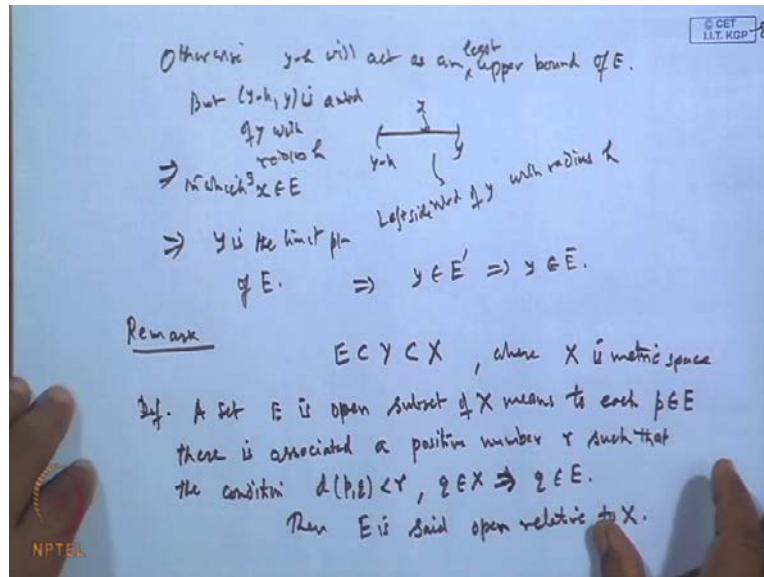 © CET
I.I.T. KGP
Otherwise y-h will act as an least upper bound of E.
But (y-h, y) is a nbd
of y with
radius h
x
y-h y
⇒ in which ∃ x ∈ E
Left side nbd of y with radius h
⇒ y is the limit pt
of E. ⇒ y ∈ E' ⇒ y ∈ Ē.
Remark
E ⊂ Y ⊂ X , where X is metric space
Def. A set E is open subset of X means to each p ∈ E
there is associated a positive number r such that
the condition d(p,q) < r, q ∈ X ⇒ q ∈ E.
Then E is said open relative to X.
NPTEL